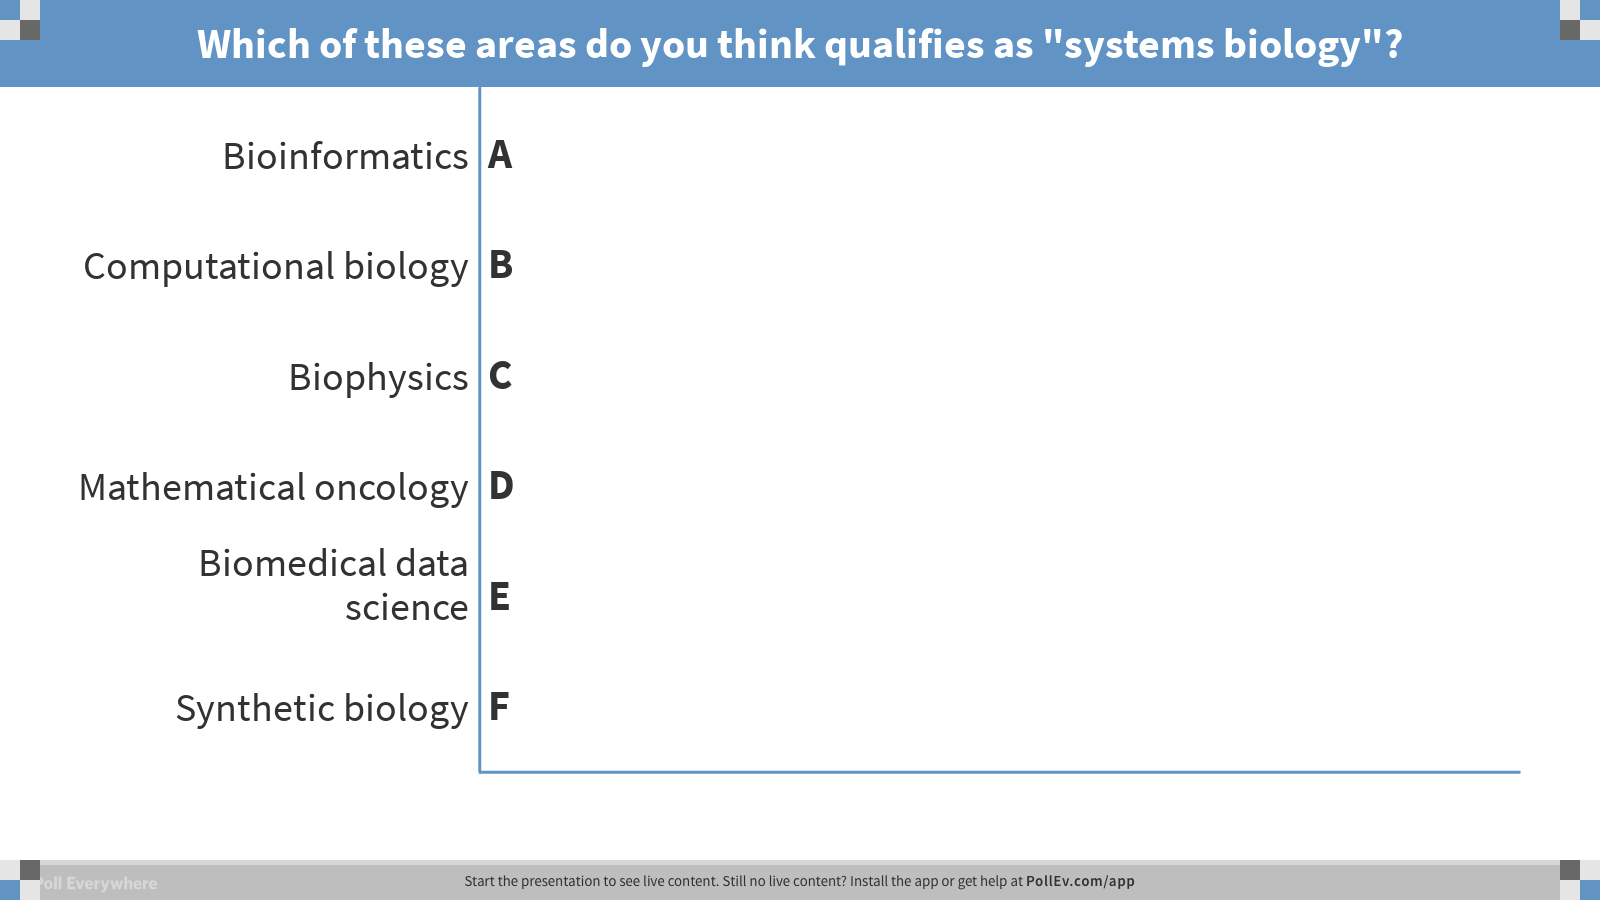 Which of these areas do you think qualifies as "systems biology"?
Bioinformatics A
Computational biology B
Biophysics C
Mathematical oncology D
Biomedical data
science E
Synthetic biology F
Poll Everywhere
Start the presentation to see live content. Still no live content? Install the app or get help at PollEv.com/app